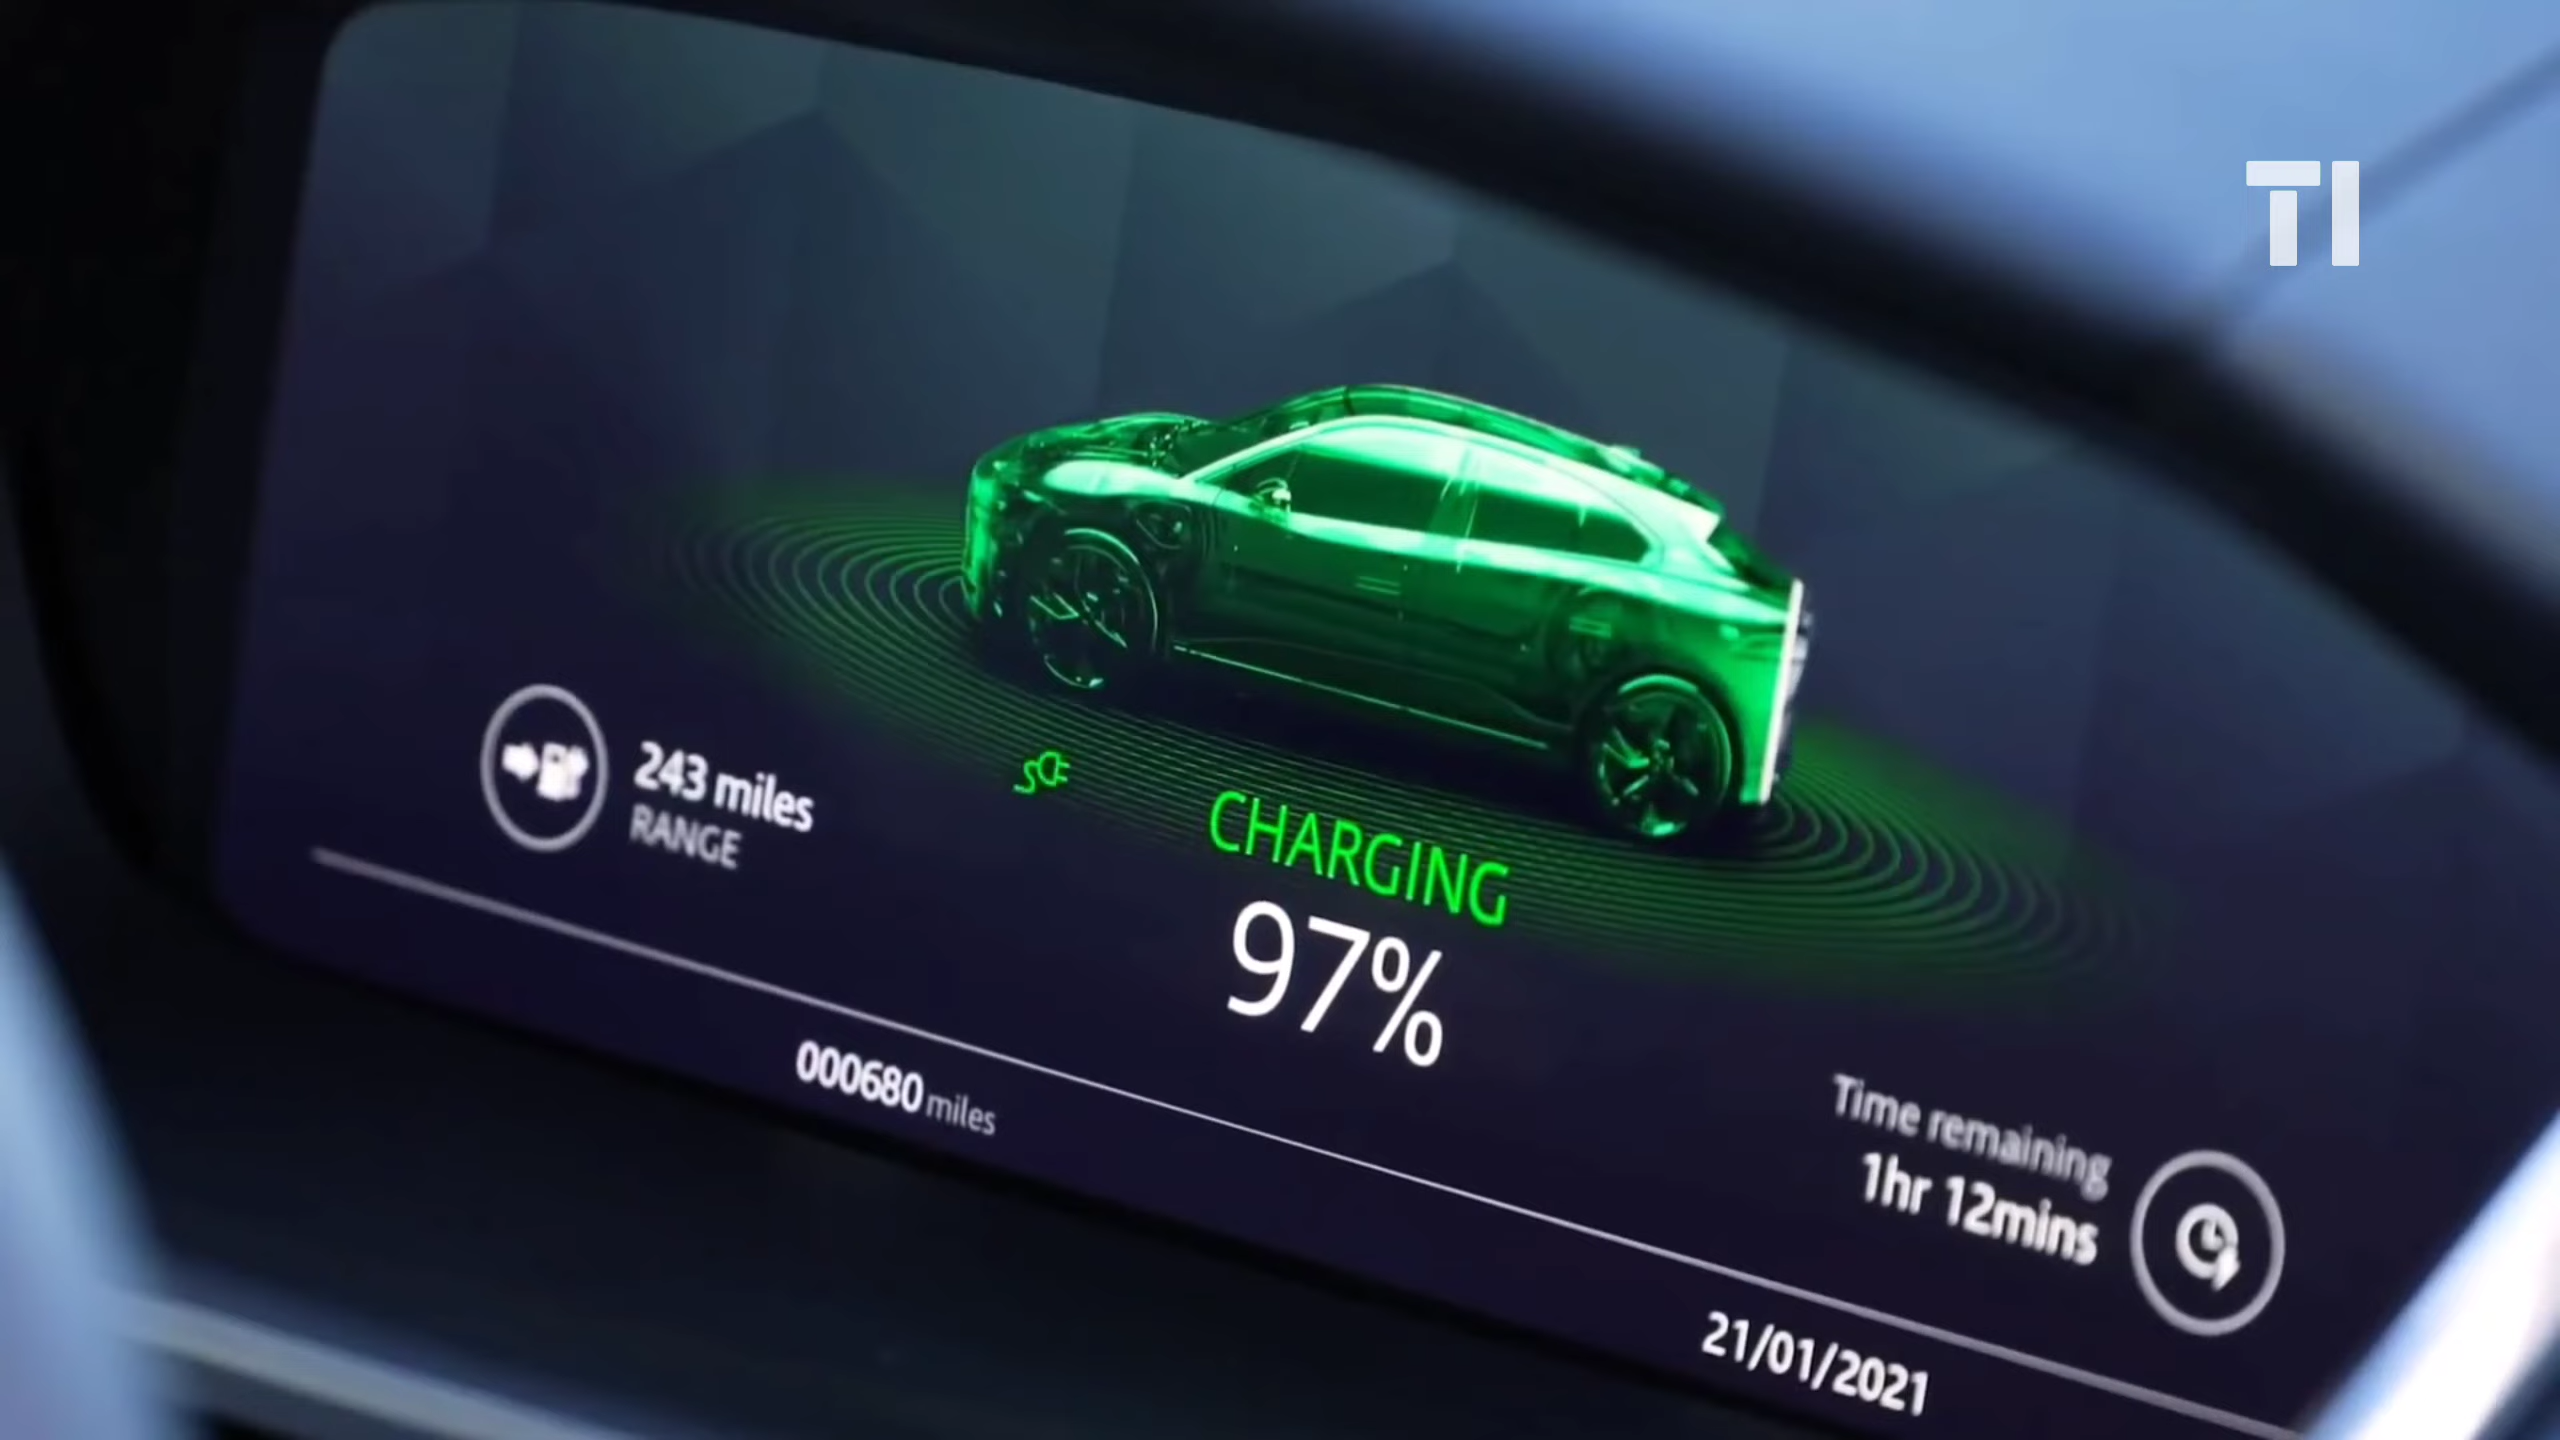 TI
243 miles
RANGE
CHARGING
97%
000680 miles
Time remaining
1hr 12mins
21/01/2021